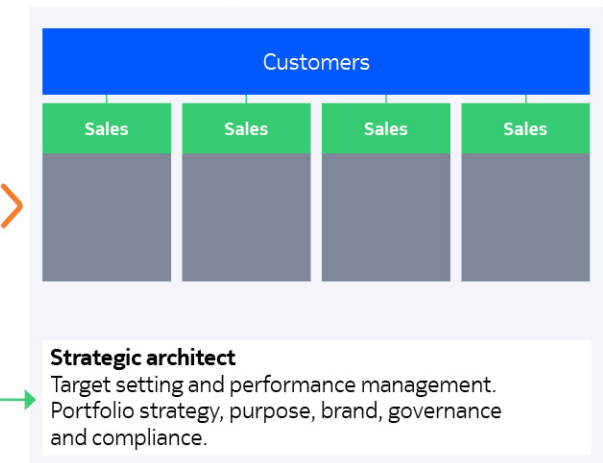 Customers
Sales Sales Sales Sales
Strategic architect
Target setting and performance management.
Portfolio strategy, purpose, brand, governance
and compliance.